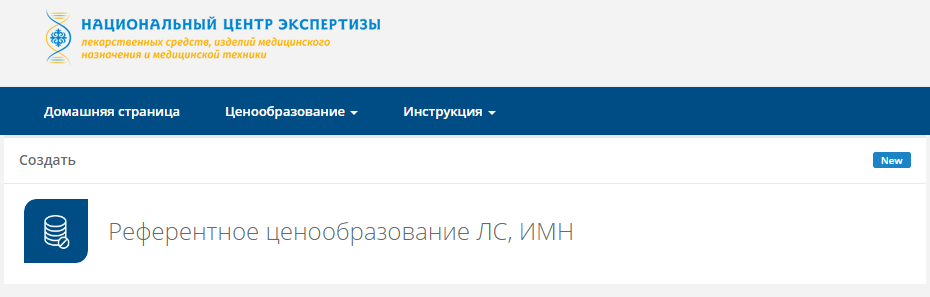 НАЦИОНАЛЬНЫЙ ЦЕНТР ЭКСПЕРТИЗЫ
лекарственных средств, изделий медицинского
назначения и медицинской техники
Домашняя страница Ценообразование Инструкция
Создать New
Референтное ценообразование ЛС, ИМН